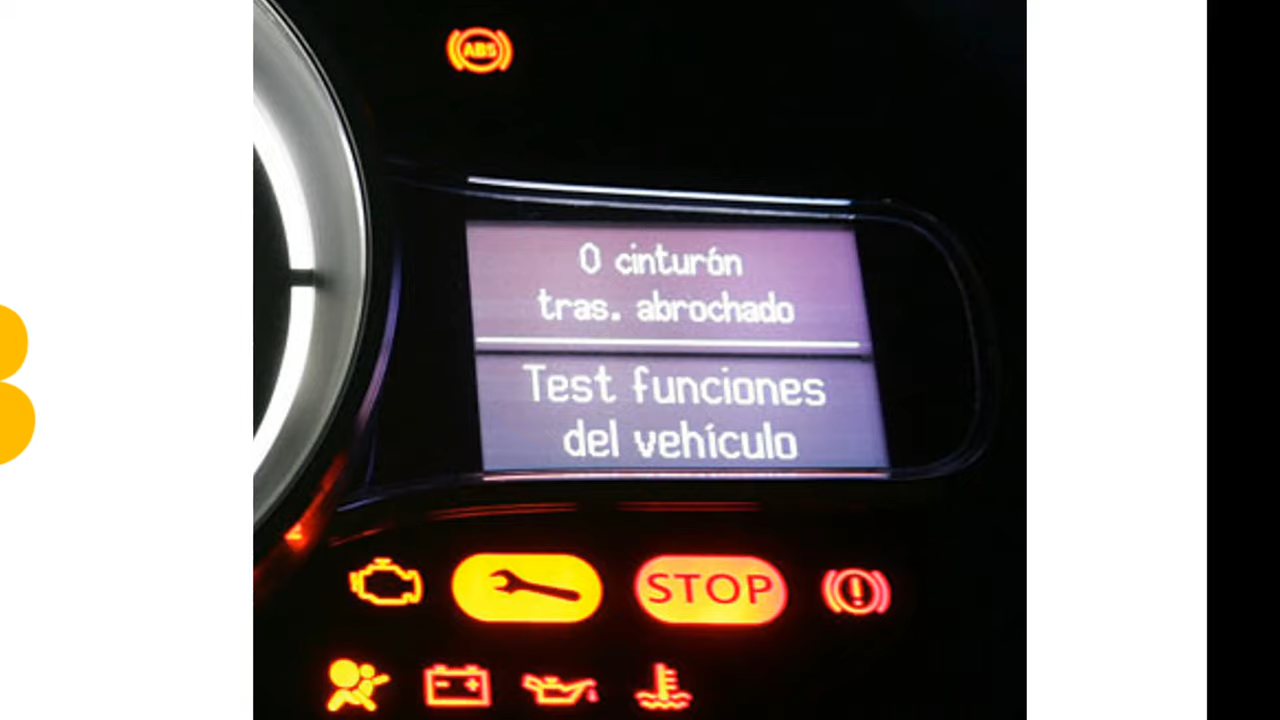 ABS
0 cinturón
tras. abrochado
Test funciones
del vehículo
STOP